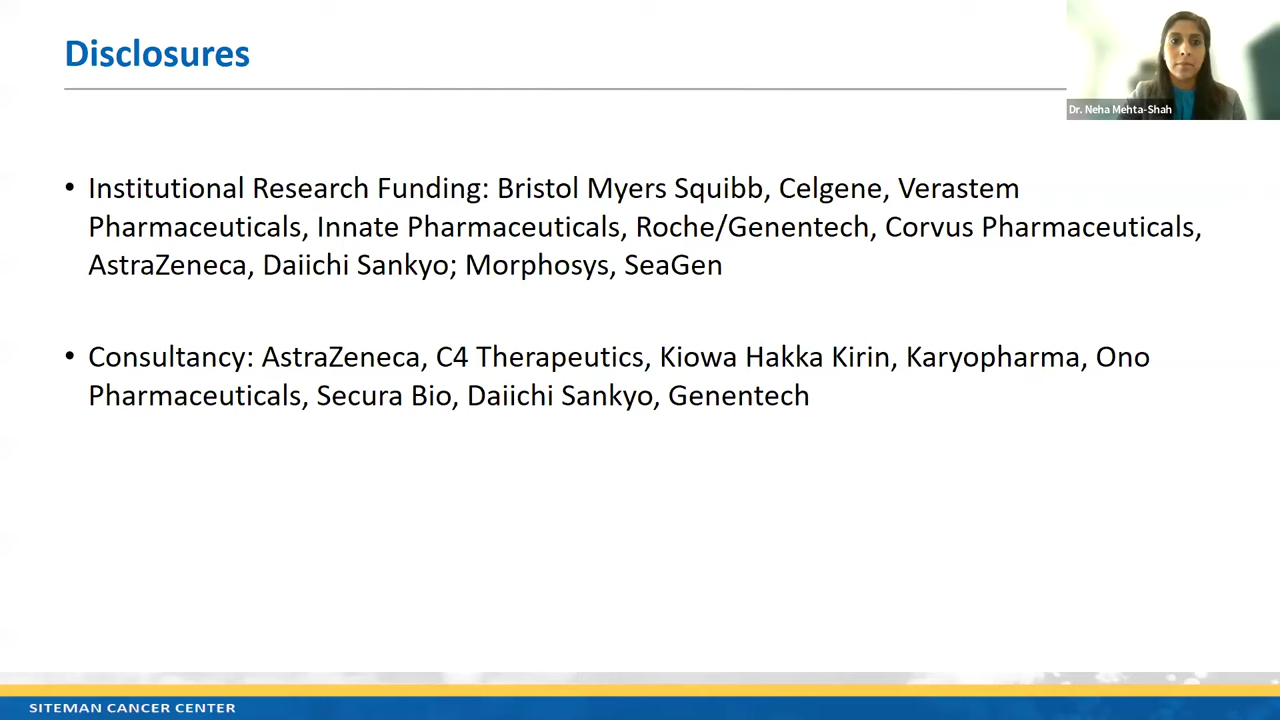 Disclosures
Dr. Neha Mehta-Shah
• Institutional Research Funding: Bristol Myers Squibb, Celgene, Verastem
Pharmaceuticals, Innate Pharmaceuticals, Roche/Genentech, Corvus Pharmaceuticals,
AstraZeneca, Daiichi Sankyo; Morphosys, SeaGen
• Consultancy: AstraZeneca, C4 Therapeutics, Kiowa Hakka Kirin, Karyopharma, Ono
Pharmaceuticals, Secura Bio, Daiichi Sankyo, Genentech
SITEMAN CANCER CENTER